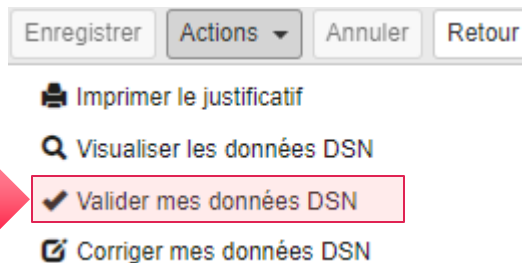 Enregistrer Actions Annuler Retour
Imprimer le justificatif
Visualiser les données DSN
Valider mes données DSN
Corriger mes données DSN